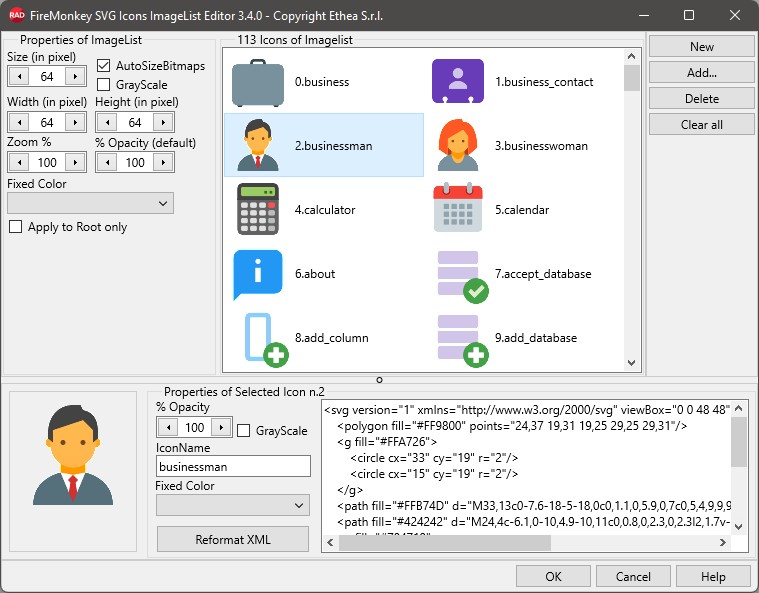 RAD FireMonkey SVG Icons ImageList Editor 3.4.0 - Copyright Ethea S.r.l.
Properties of ImageList
Size (in pixel)
64
AutoSizeBitmaps
GrayScale
Width (in pixel) Height (in pixel)
64 64
Zoom % % Opacity (default)
100 100
Fixed Color
Apply to Root only
113 Icons of Imagelist
0.business 1.business_contact
2.businessman 3.businesswoman
4.calculator 5.calendar
6.about 7.accept_database
8.add_column 9.add_database
New
Add...
Delete
Clear all
Properties of Selected Icon n.2
% Opacity
100 GrayScale
IconName
businessman
Fixed Color
Reformat XML
<svg version="1" xmlns="http://www.w3.org/2000/svg" viewBox="0 0 48 48"
<polygon fill="#FF9800" points="24,37 19,31 19,25 29,25 29,31"/>
<g fill="#FFA726">
<circle cx="33" cy="19" r="2"/>
<circle cx="15" cy="19" r="2"/>
</g>
<path fill="#FFB74D" d="M33,13c0-7.6-18-5-18,0c0,1.1,0,5.9,0,7c0,5,4,9,9,9
<path fill="#424242" d="M24,4c-6.1,0-10,4.9-10,11c0,0.8,0,2.3,0,2.3l2,1.7v-
OK Cancel Help